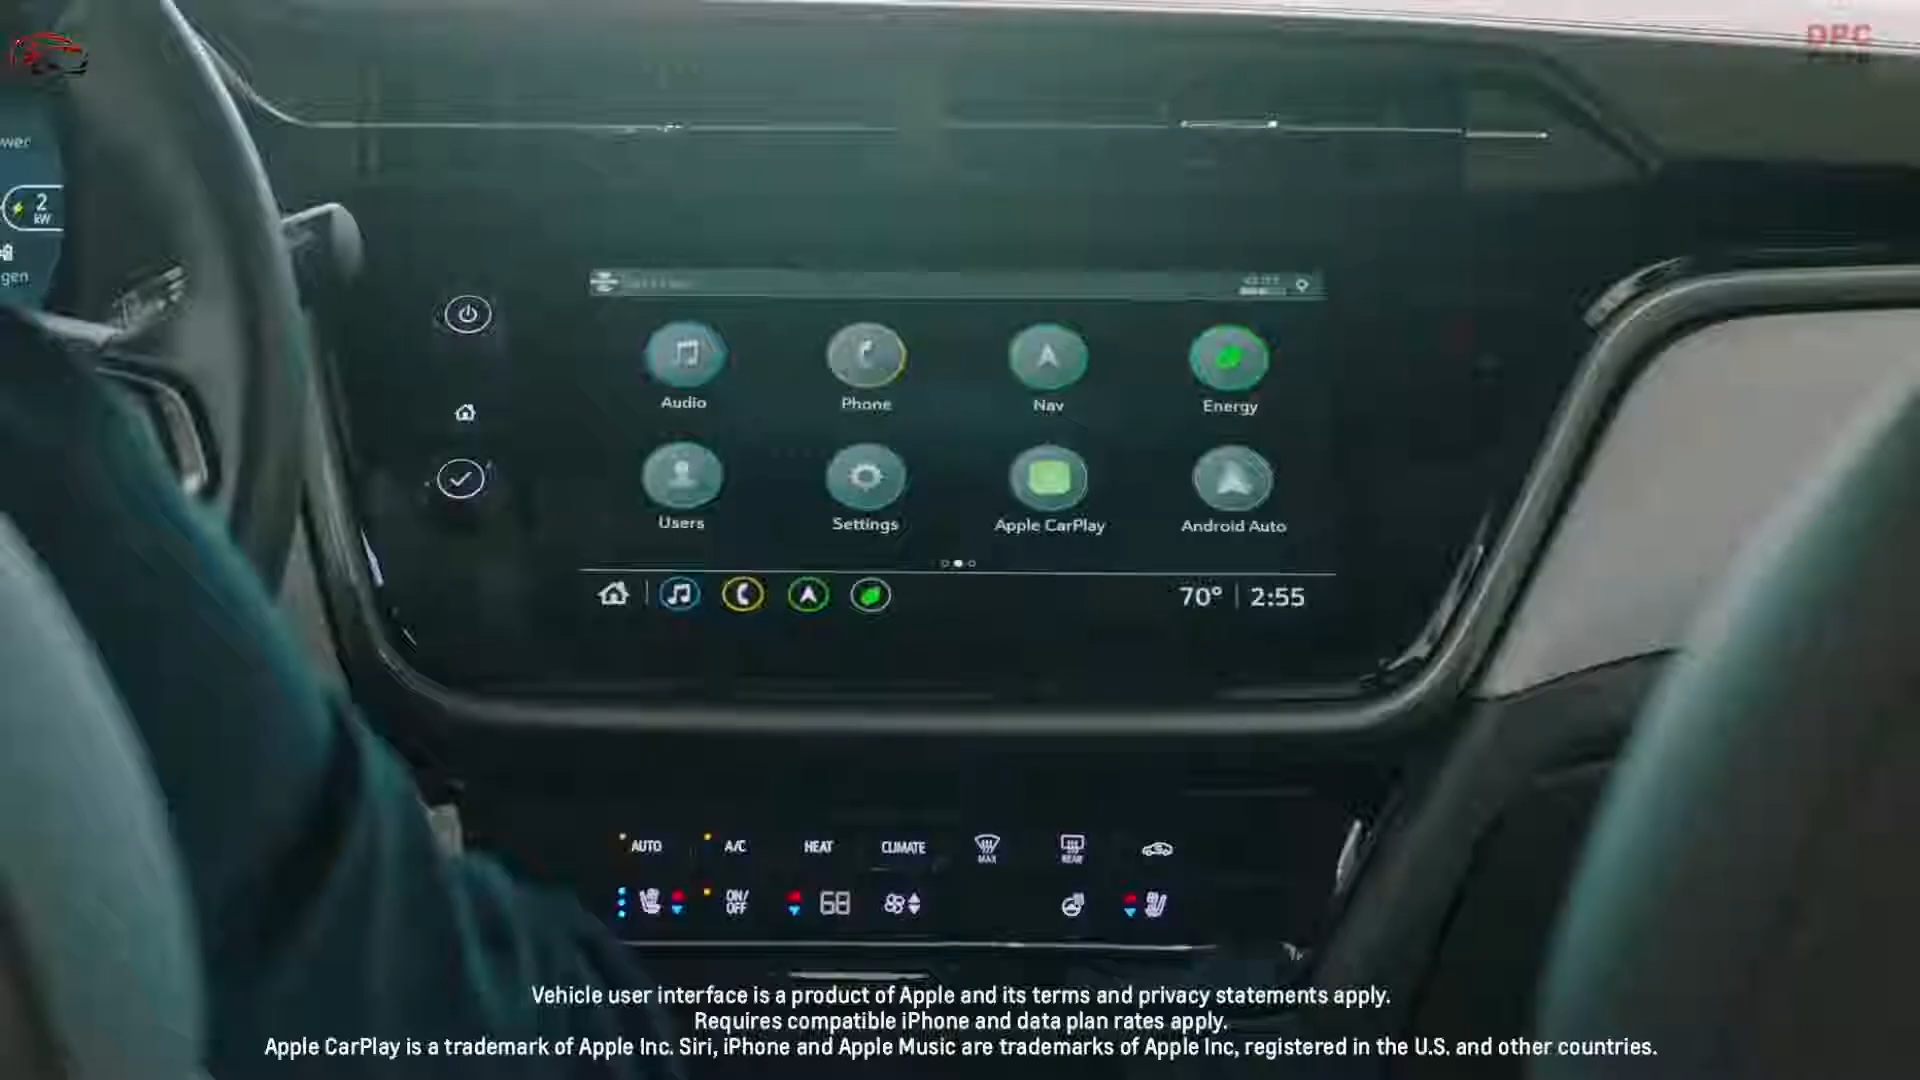 wer
2
kW
gen
Audio
Phone
Nav
Energy
Users
Settings
Apple CarPlay
Android Auto
70° 2:55
AUTO A/C HEAT CLIMATE MAX REAR
ON/
OFF
68
Vehicle user interface is a product of Apple and its terms and privacy statements apply.
Requires compatible iPhone and data plan rates apply.
Apple CarPlay is a trademark of Apple Inc. Siri, iPhone and Apple Music are trademarks of Apple Inc, registered in the U.S. and other countries.